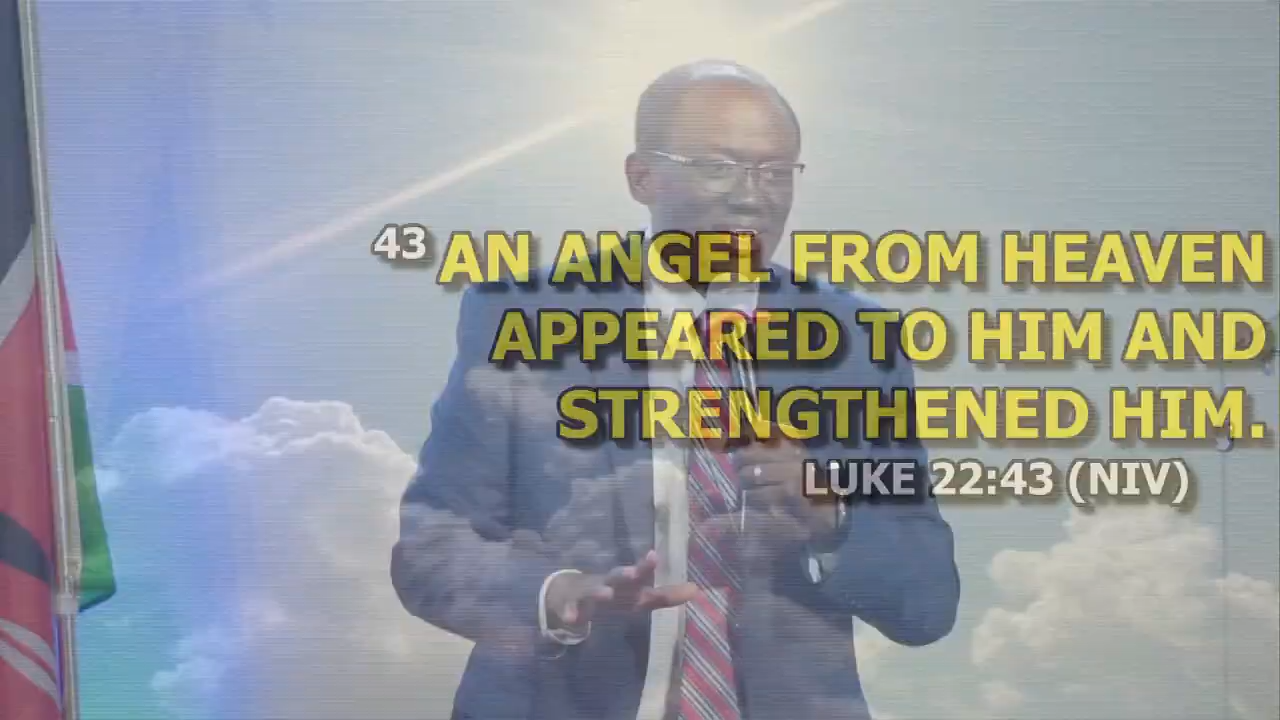 43 AN ANGEL FROM HEAVEN
APPEARED TO HIM AND
STRENGTHENED HIM.
LUKE 22:43 (NIV)